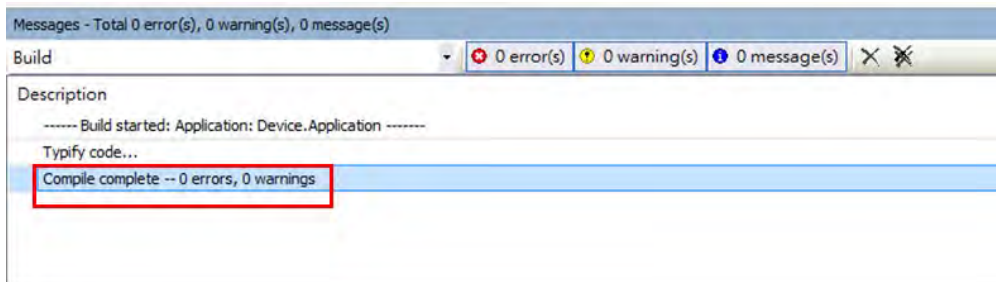 Messages - Total 0 error(s), 0 warning(s), 0 message(s)
Build 0 error(s) 0 warning(s) 0 message(s)
Description
------ Build started: Application: Device.Application -------
Typify code...
Compile complete -- 0 errors, 0 warnings